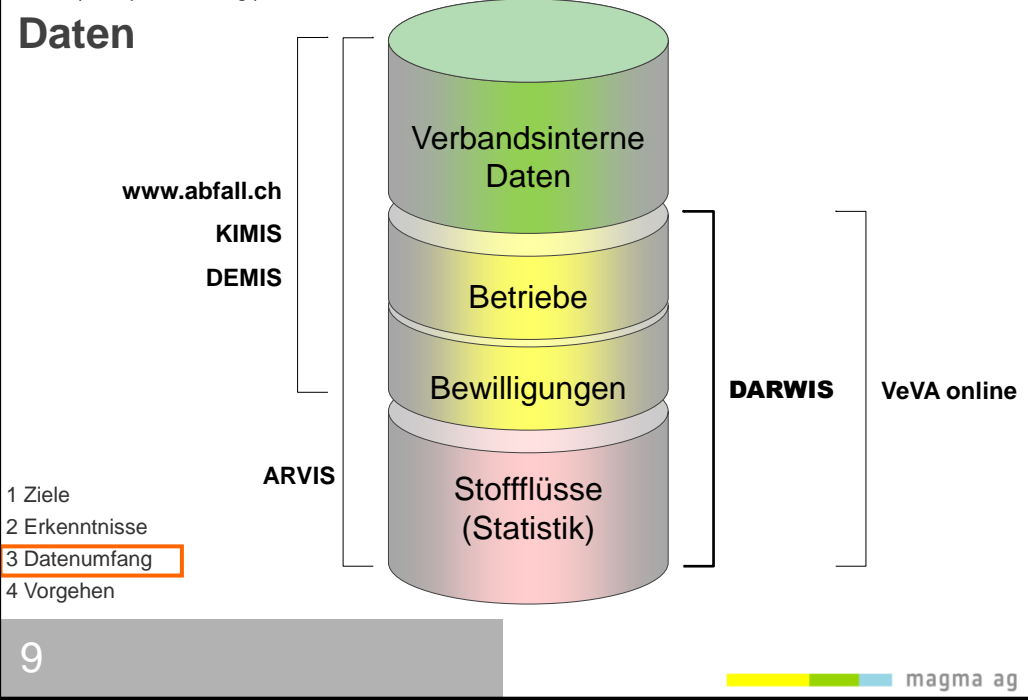 Daten
Verbandsinterne
Daten
www.abfall.ch
KIMIS
DEMIS
Betriebe
Bewilligungen
DARWIS
VeVA online
ARVIS
Stoffflüsse
(Statistik)
1 Ziele
2 Erkenntnisse
3 Datenumfang
4 Vorgehen
9
magma ag